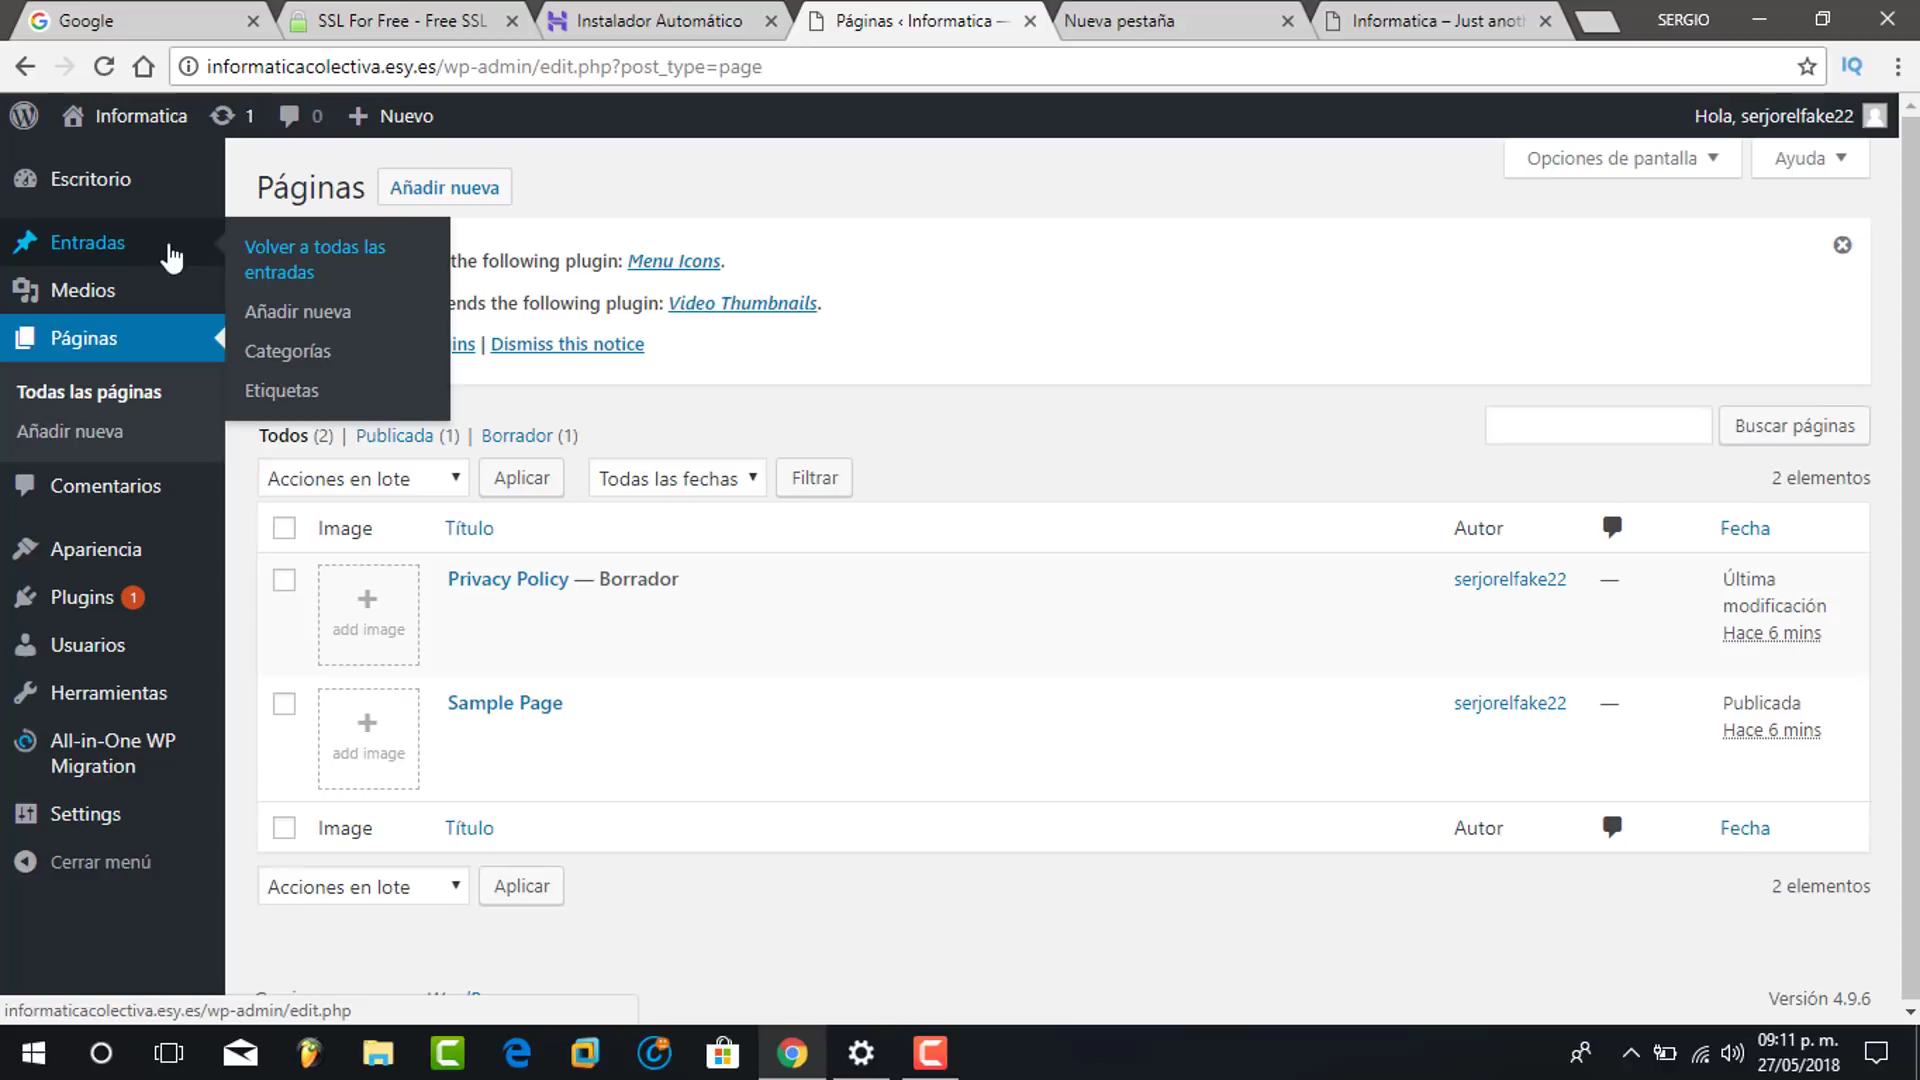 Google
SSL For Free - Free SSL
Instalador Automático
Páginas ‹ Informatica —
Nueva pestaña
Informatica – Just anot
SERGIO
informaticacolectiva.esy.es/wp-admin/edit.php?post_type=page
IQ
Informatica
1
0
Nuevo
Hola, serjorelfake22
Escritorio
Entradas
Medios
Páginas
Todas las páginas
Añadir nueva
Comentarios
Apariencia
Plugins 1
Usuarios
Herramientas
All-in-One WP
Migration
Settings
Cerrar menú
Volver a todas las
entradas
Añadir nueva
Categorías
Etiquetas
Páginas
Añadir nueva
Opciones de pantalla
Ayuda
the following plugin: Menu Icons.
ends the following plugin: Video Thumbnails.
ins | Dismiss this notice
Todos (2) | Publicada (1) | Borrador (1)
Buscar páginas
Acciones en lote
Aplicar
Todas las fechas
Filtrar
2 elementos
Image
Título
Autor
Fecha
add image
Privacy Policy — Borrador
serjorelfake22
—
Última
modificación
Hace 6 mins
add image
Sample Page
serjorelfake22
—
Publicada
Hace 6 mins
Image
Título
Autor
Fecha
Acciones en lote
Aplicar
2 elementos
Versión 4.9.6
informaticacolectiva.esy.es/wp-admin/edit.php
09:11 p. m.
27/05/2018